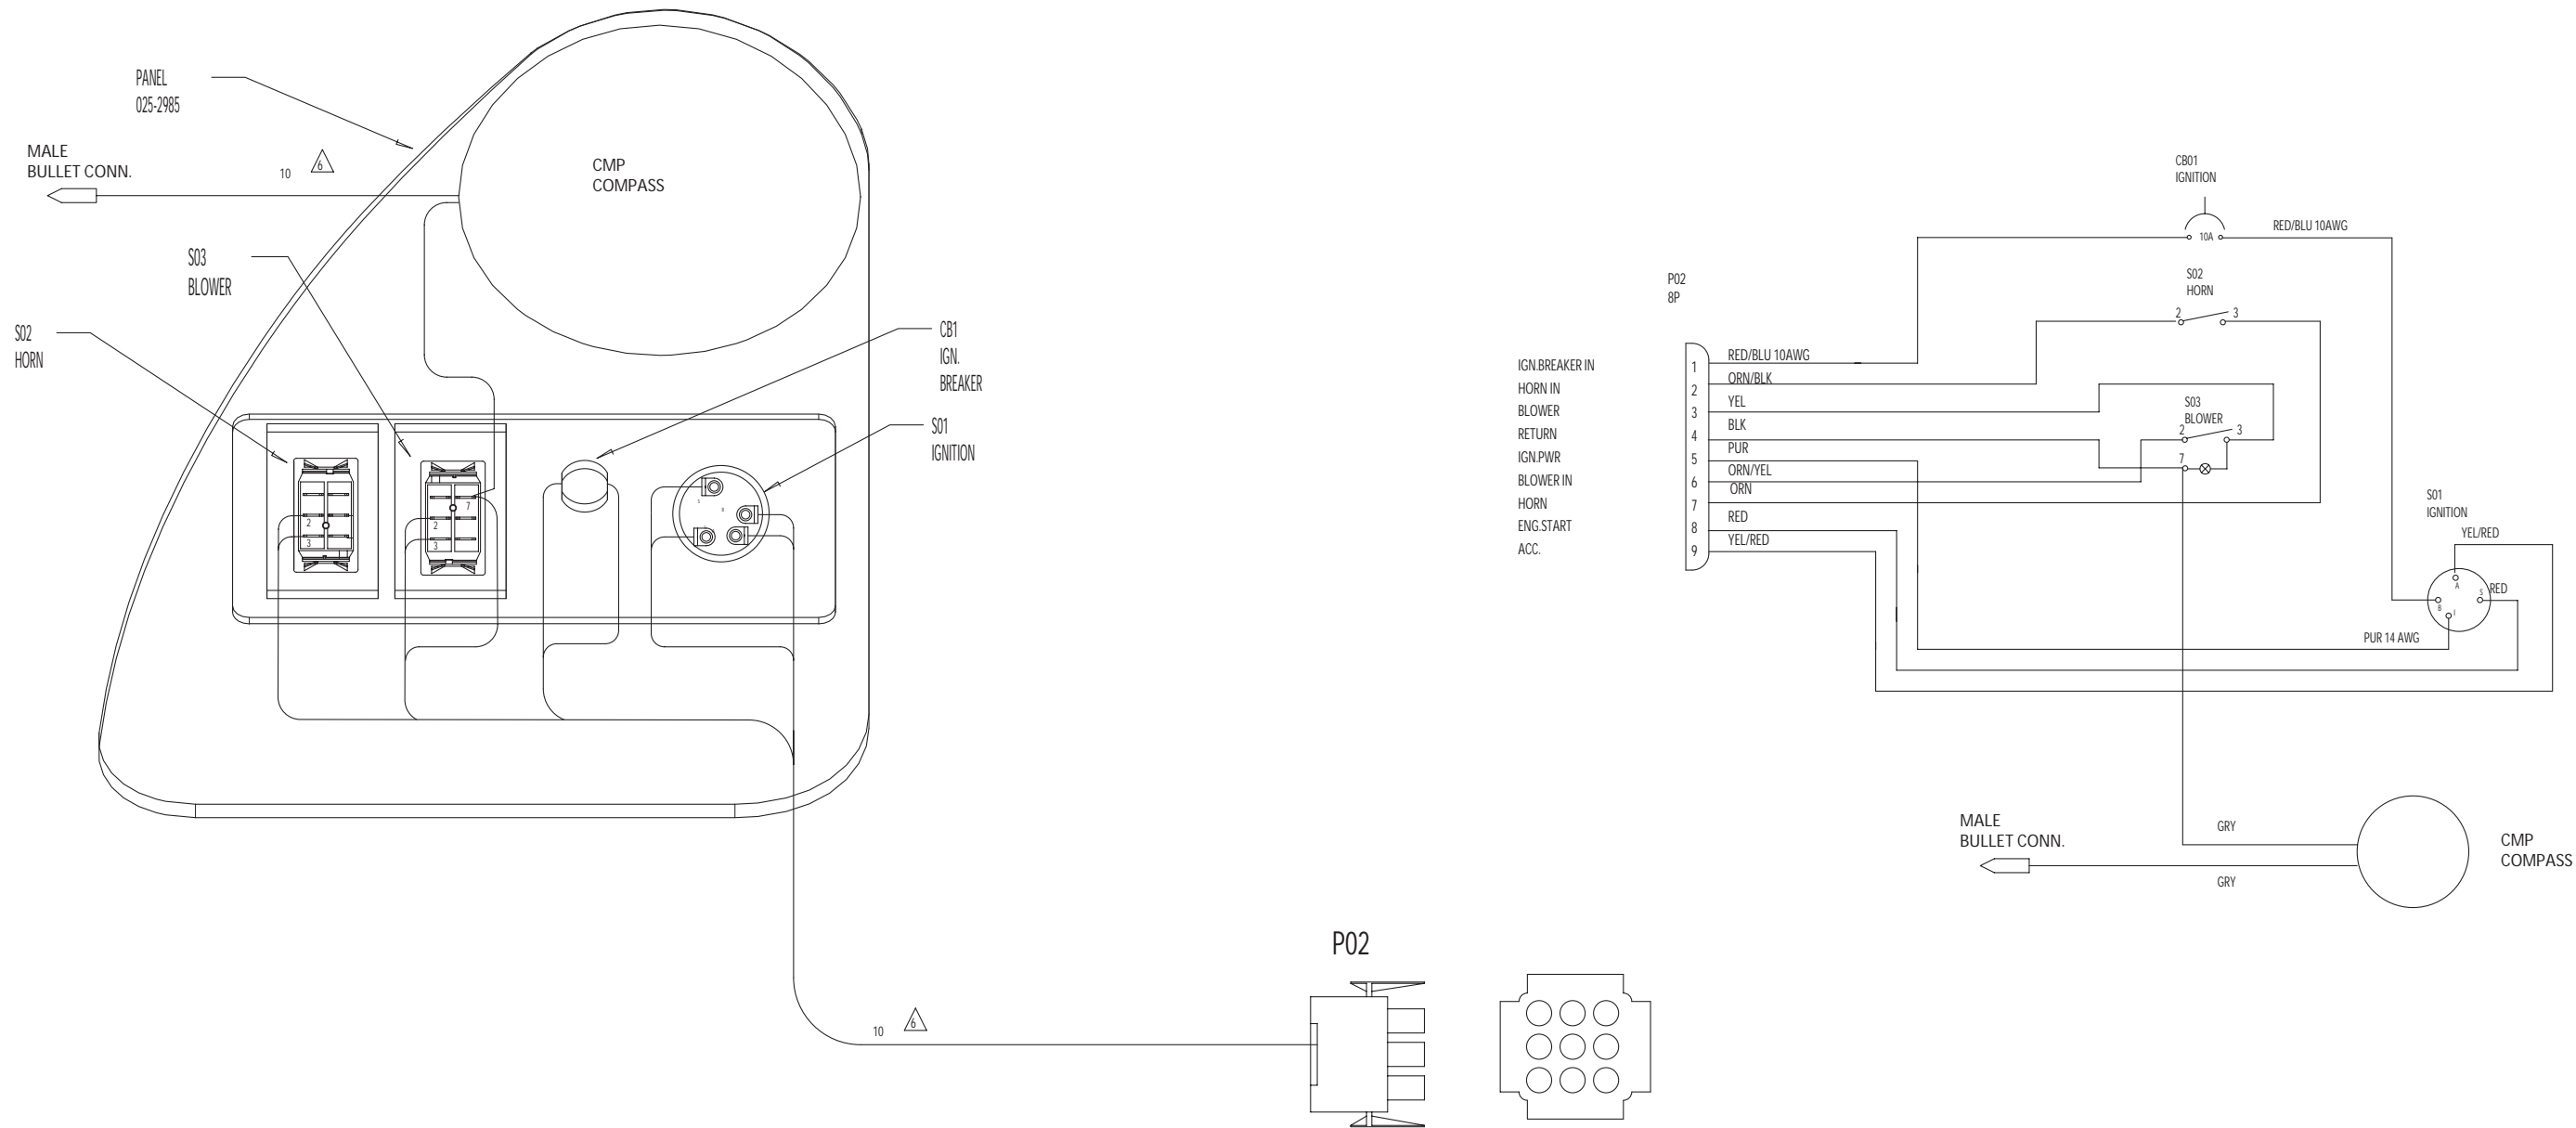 PANEL
025-2985
MALE
BULLET CONN.
10
6
CMP
COMPASS
S03
BLOWER
S02
HORN
CB1
IGN.
BREAKER
S01
IGNITION
2
3
7
2
3
S
B
P02
10
6
CB01
IGNITION
10A
RED/BLU 10AWG
S02
HORN
2
3
P02
8P
IGN.BREAKER IN
HORN IN
BLOWER
RETURN
IGN.PWR
BLOWER IN
HORN
ENG.START
ACC.
1
2
3
4
5
6
7
8
9
RED/BLU 10AWG
ORN/BLK
YEL
BLK
PUR
ORN/YEL
ORN
RED
YEL/RED
S03
BLOWER
2
3
7
S01
IGNITION
YEL/RED
A
S
RED
B
I
PUR 14 AWG
MALE
BULLET CONN.
GRY
GRY
CMP
COMPASS